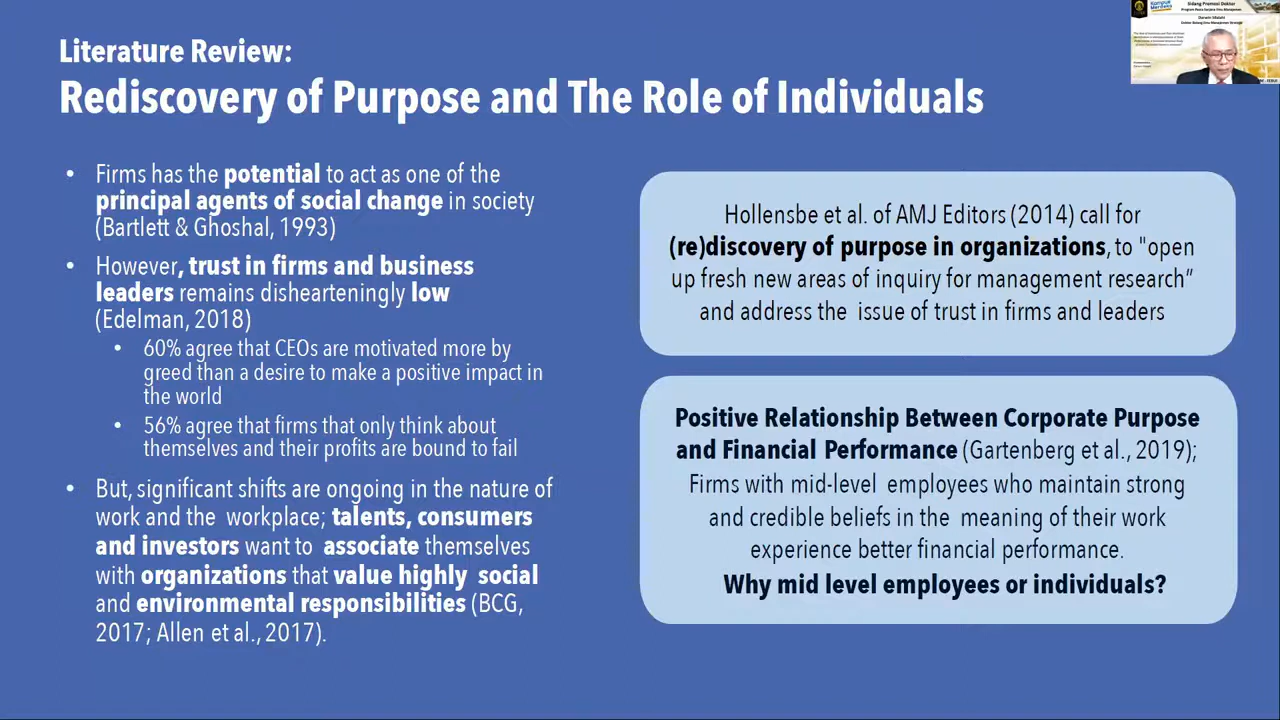 Literature Review:
Rediscovery of Purpose and The Role of Individuals
• Firms has the potential to act as one of the
principal agents of social change in society
(Bartlett & Ghoshal, 1993)
• However, trust in firms and business
leaders remains dishearteningly low
(Edelman, 2018)
• 60% agree that CEOs are motivated more by
greed than a desire to make a positive impact in
the world
• 56% agree that firms that only think about
themselves and their profits are bound to fail
• But, significant shifts are ongoing in the nature of
work and the workplace; talents, consumers
and investors want to associate themselves
with organizations that value highly social
and environmental responsibilities (BCG,
2017; Allen et al., 2017).
Hollensbe et al. of AMJ Editors (2014) call for
(re)discovery of purpose in organizations, to "open
up fresh new areas of inquiry for management research"
and address the issue of trust in firms and leaders
Positive Relationship Between Corporate Purpose
and Financial Performance (Gartenberg et al., 2019);
Firms with mid-level employees who maintain strong
and credible beliefs in the meaning of their work
experience better financial performance.
Why mid level employees or individuals?
Kampus
Merdeka
Sidang Promosi Doktor